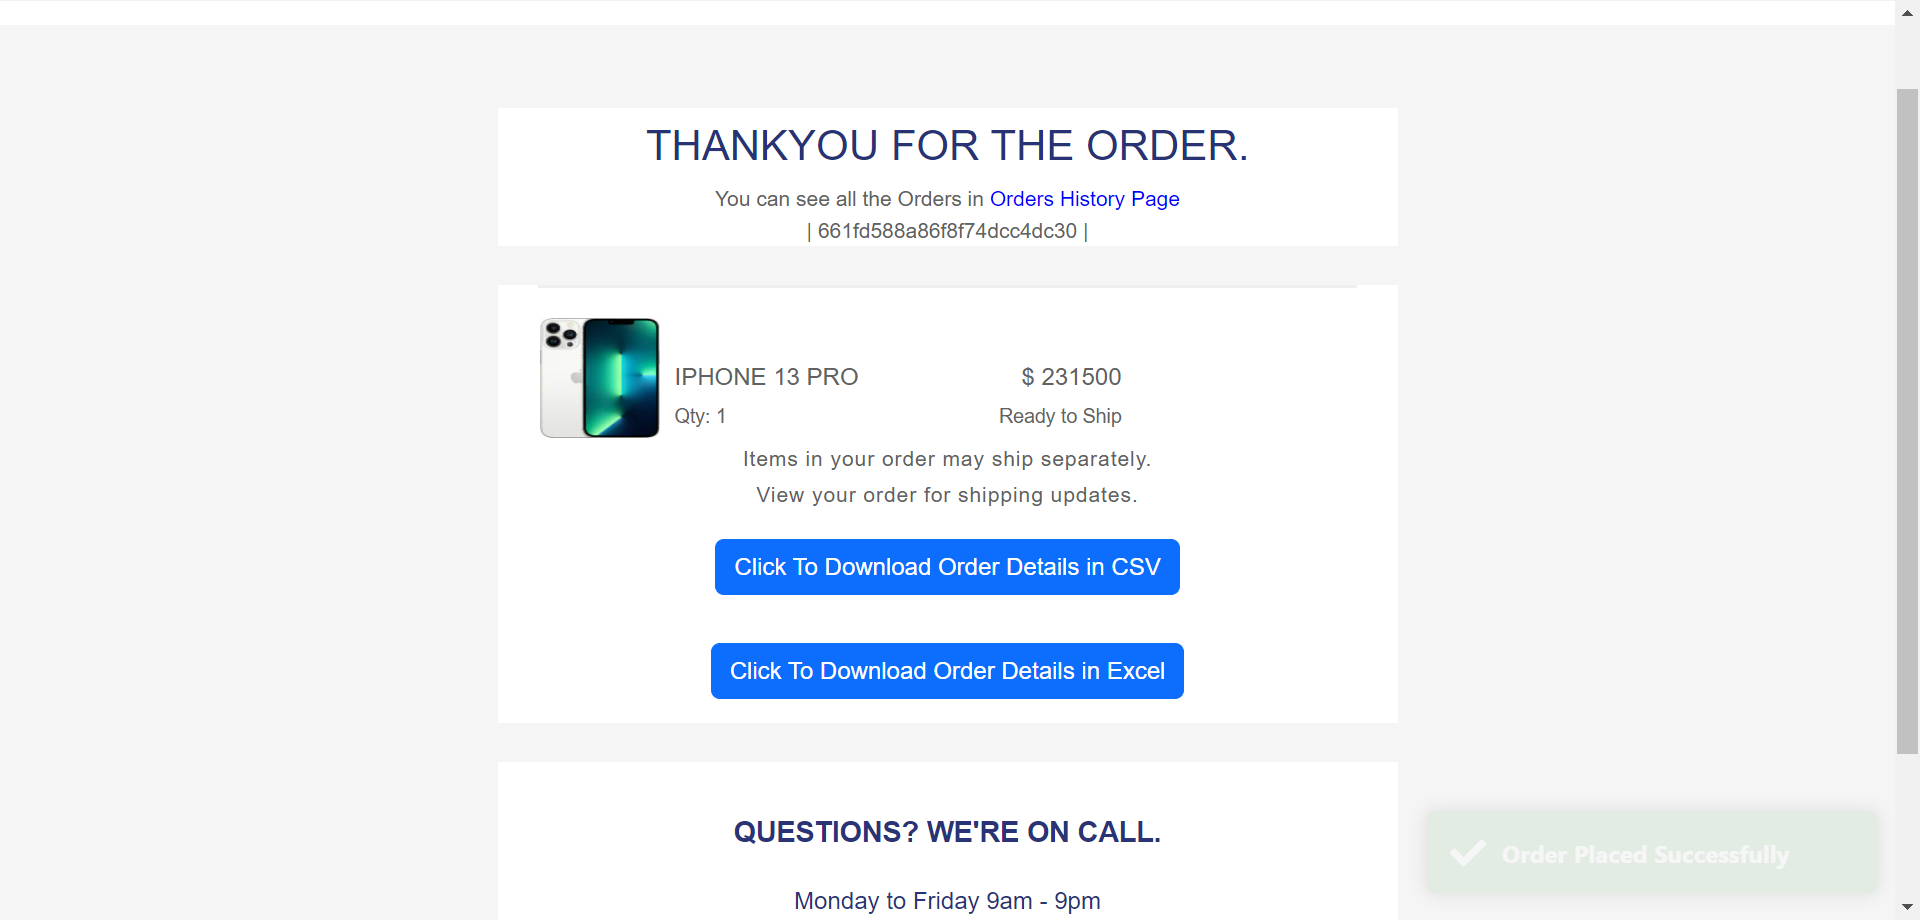 THANKYOU FOR THE ORDER.
You can see all the Orders in Orders History Page
| 661fd588a86f8f74dcc4dc30 |
IPHONE 13 PRO
$ 231500
Qty: 1
Ready to Ship
Items in your order may ship separately.
View your order for shipping updates.
Click To Download Order Details in CSV
Click To Download Order Details in Excel
QUESTIONS? WE'RE ON CALL.
Order Placed Successfully
Monday to Friday 9am - 9pm